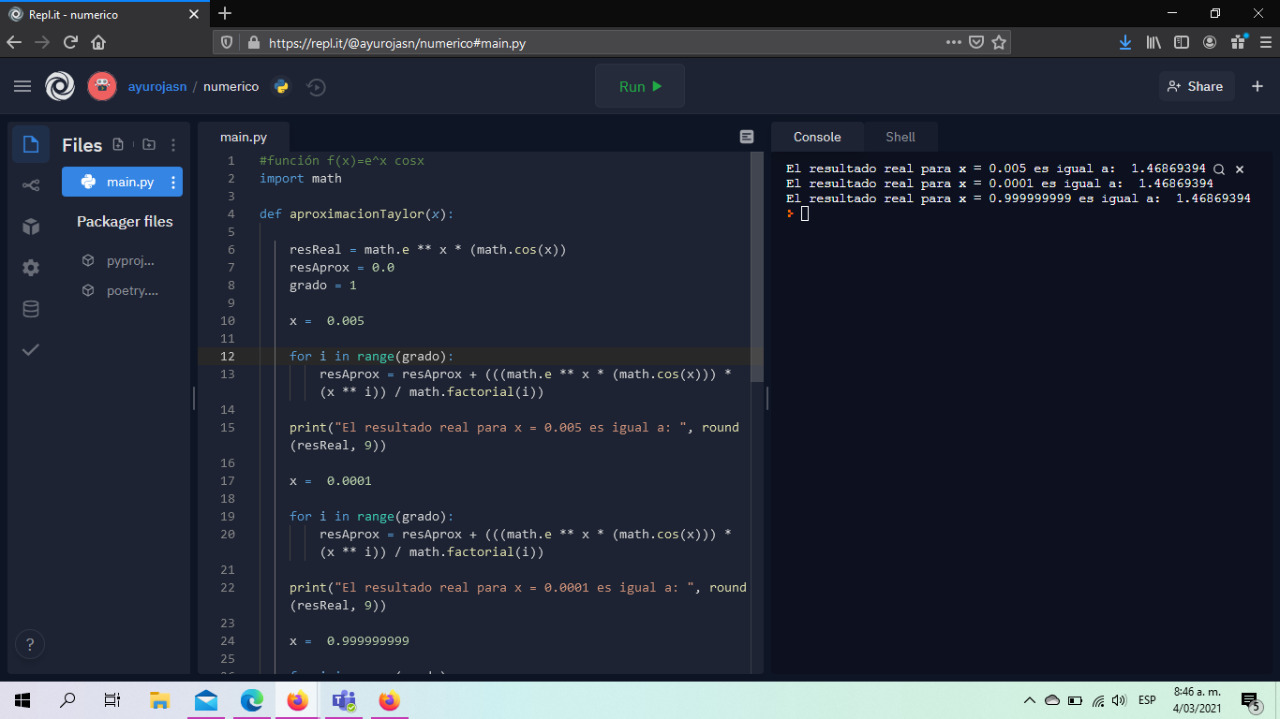 Repl.it - numerico
https://repl.it/@ayurojasn/numerico#main.py
ayurojasn / numerico
Run
Share
Files
main.py
Packager files
pyproj...
poetry....
main.py
1 #función f(x)=e^x cosx
2 import math
3
4 def aproximacionTaylor(x):
5
6 resReal = math.e ** x * (math.cos(x))
7 resAprox = 0.0
8 grado = 1
9
10 x =  0.005
11
12 for i in range(grado):
13 resAprox = resAprox + (((math.e ** x * (math.cos(x))) *
(x ** i)) / math.factorial(i))
14
15 print("El resultado real para x = 0.005 es igual a: ", round
(resReal, 9))
16
17 x =  0.0001
18
19 for i in range(grado):
20 resAprox = resAprox + (((math.e ** x * (math.cos(x))) *
(x ** i)) / math.factorial(i))
21
22 print("El resultado real para x = 0.0001 es igual a: ", round
(resReal, 9))
23
24 x =  0.999999999
25
Console
Shell
El resultado real para x = 0.005 es igual a:  1.46869394
El resultado real para x = 0.0001 es igual a:  1.46869394
El resultado real para x = 0.999999999 es igual a:  1.46869394
?
ESP
8:46 a. m.
4/03/2021
5